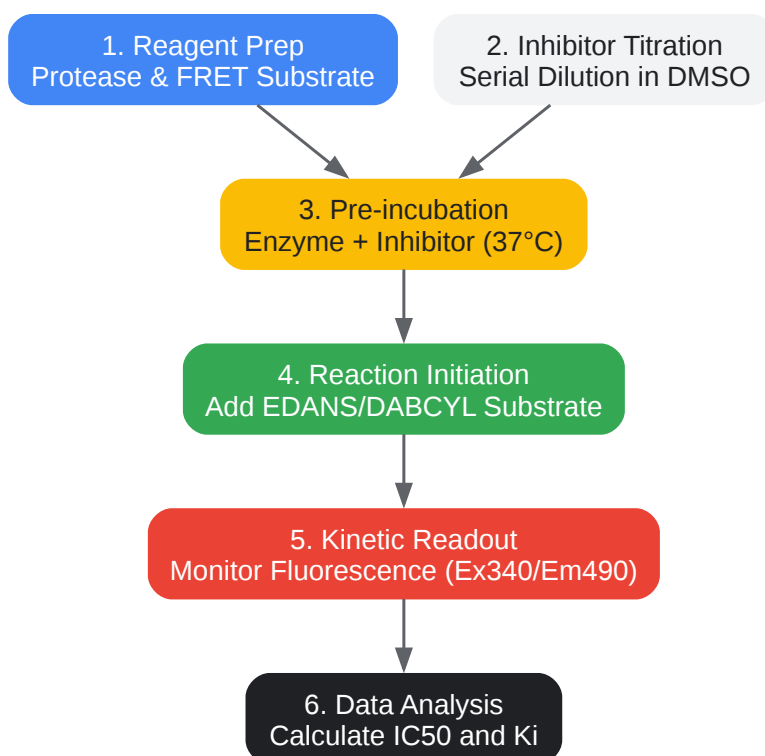 1. Reagent Prep
Protease & FRET Substrate
2. Inhibitor Titration
Serial Dilution in DMSO
3. Pre-incubation
Enzyme + Inhibitor (37°C)
4. Reaction Initiation
Add EDANS/DABCYL Substrate
5. Kinetic Readout
Monitor Fluorescence (Ex340/Em490)
6. Data Analysis
Calculate IC50 and Ki